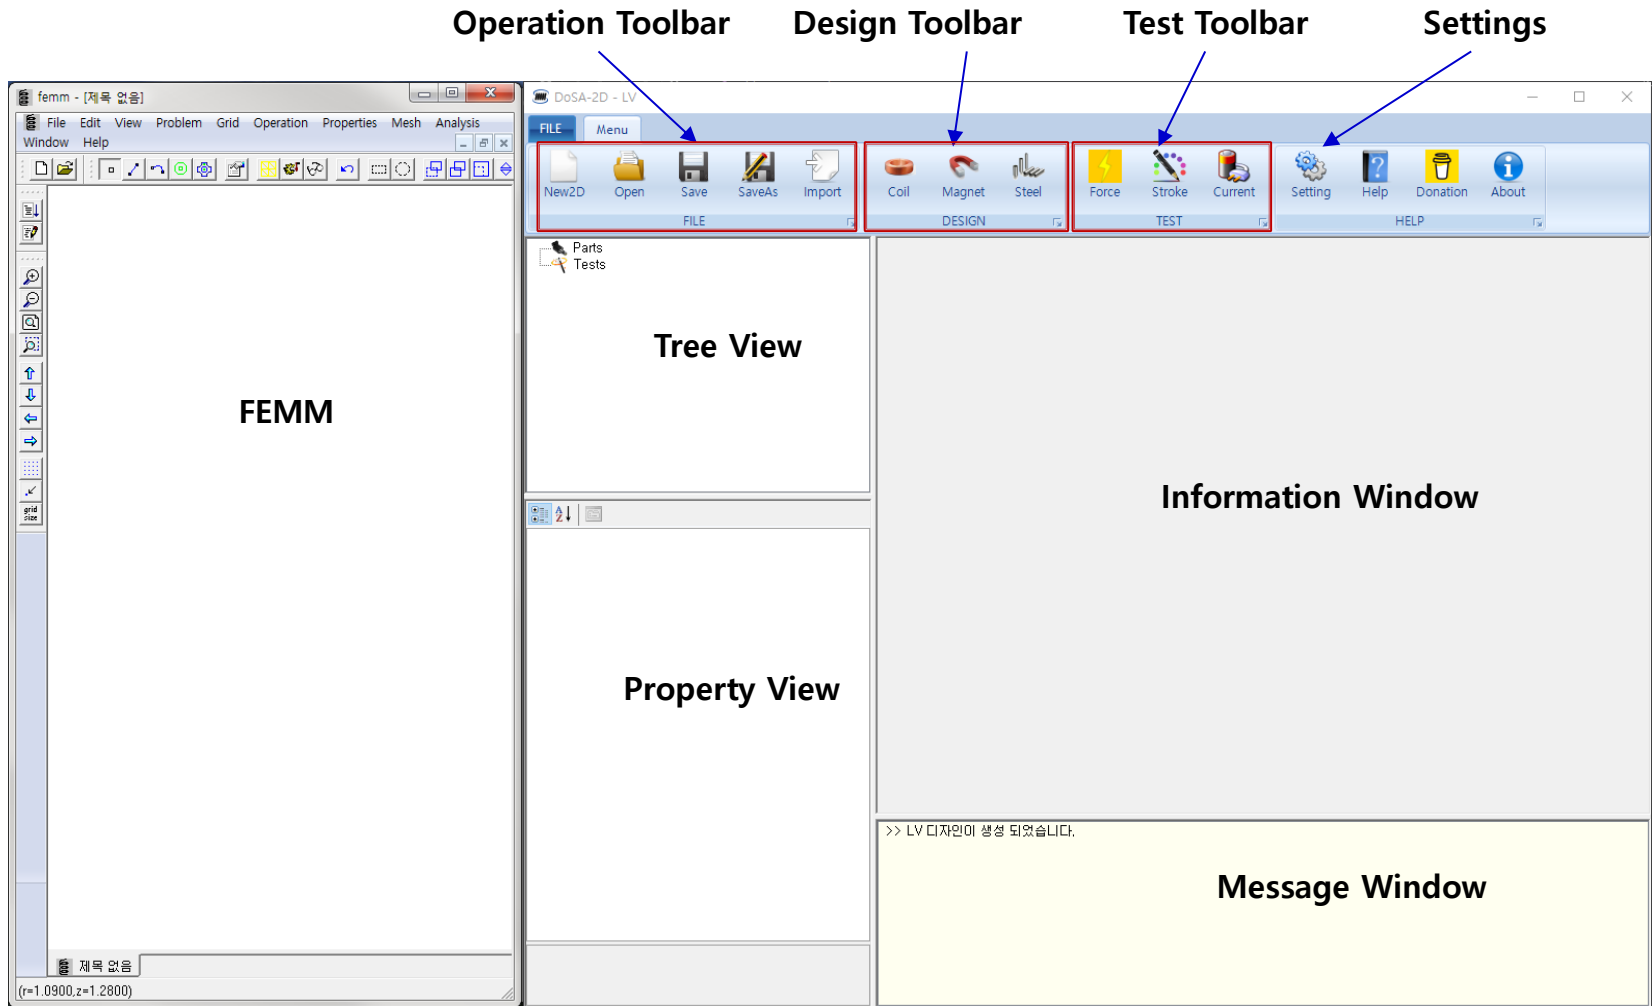 Operation Toolbar
Design Toolbar
Test Toolbar
Settings
femm - [제목 없음]
File Edit View Problem Grid Operation Properties Mesh Analysis
Window Help
grid
size
FEMM
제목 없음
(r=1.0900,z=1.2800)
DoSA-2D - LV
FILE Menu
New2D Open Save SaveAs Import
FILE
Coil Magnet Steel
DESIGN
Force Stroke Current
TEST
Setting Help Donation About
HELP
Parts
Tests
Tree View
Property View
Information Window
>> LV 디자인이 생성 되었습니다.
Message Window